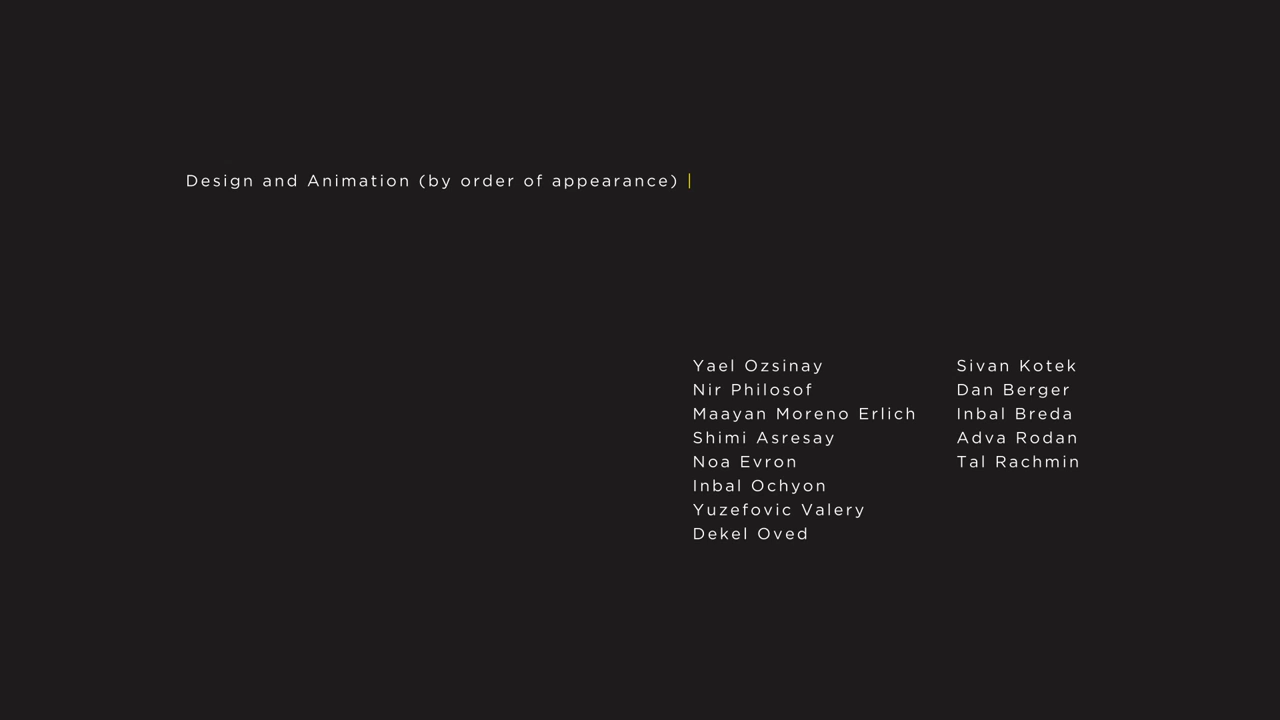 Design and Animation (by order of appearance) |
Yael Ozsinay
Nir Philosof
Maayan Moreno Erlich
Shimi Asresay
Noa Evron
Inbal Ochyon
Yuzefovic Valery
Dekel Oved
Sivan Kotek
Dan Berger
Inbal Breda
Adva Rodan
Tal Rachmin